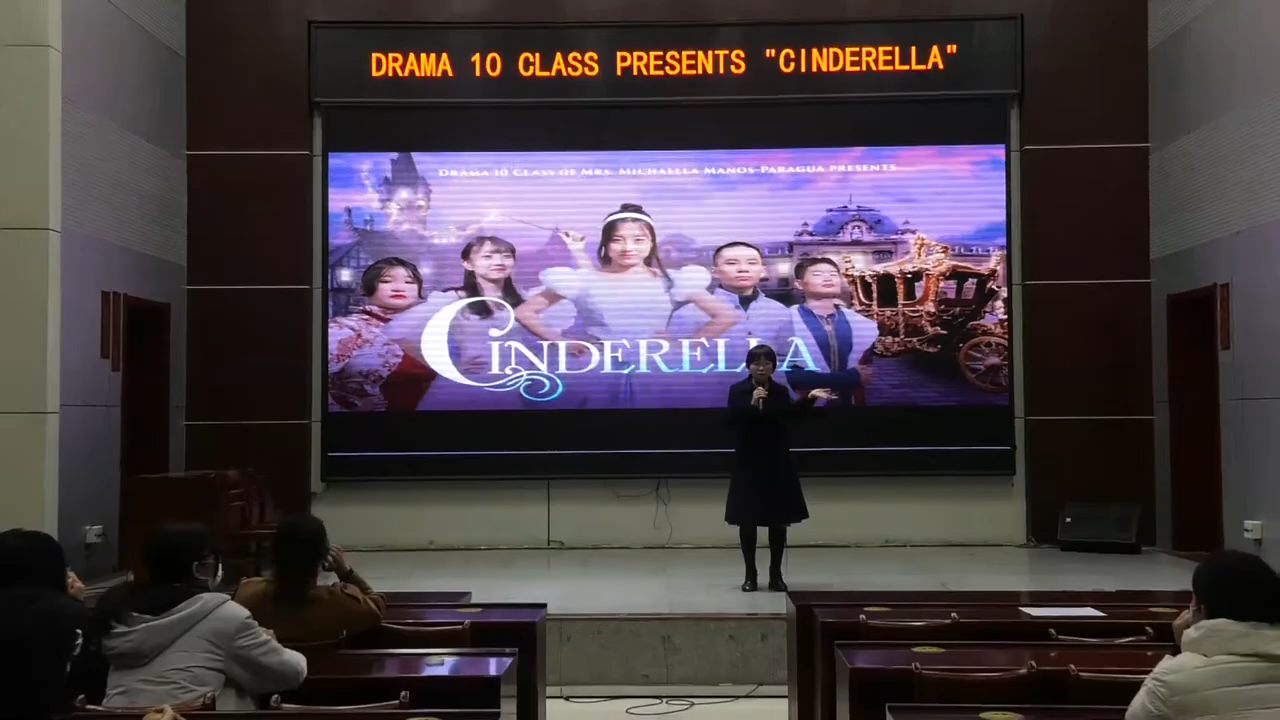 DRAMA 10 CLASS PRESENTS "CINDERELLA"
DRAMA 10 CLASS OF MRS. MICHAELLA MANOS-PARAGUA PRESENTS
CINDERELLA